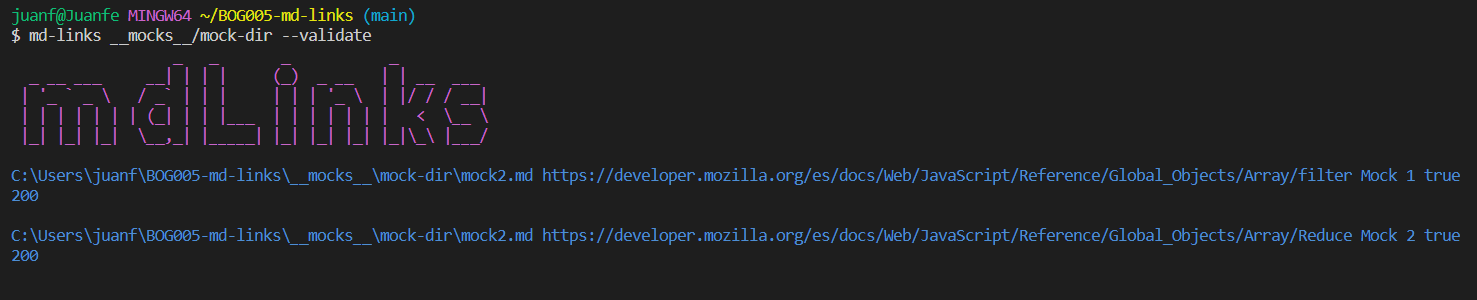 juanf@Juanfe MINGW64 ~/BOG005-md-links (main)
$ md-links __mocks__/mock-dir --validate
mdLinks
C:\Users\juanf\BOG005-md-links\__mocks__\mock-dir\mock2.md https://developer.mozilla.org/es/docs/Web/JavaScript/Reference/Global_Objects/Array/filter Mock 1 true
200
C:\Users\juanf\BOG005-md-links\__mocks__\mock-dir\mock2.md https://developer.mozilla.org/es/docs/Web/JavaScript/Reference/Global_Objects/Array/Reduce Mock 2 true
200